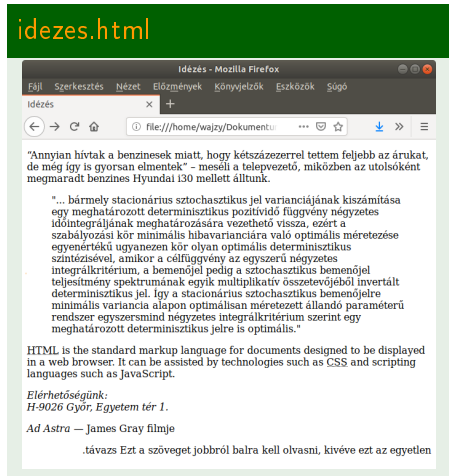 idezes.html
Idézés - Mozilla Firefox
Fájl Szerkesztés Nézet Előzmények Könyvjelzők Eszközök Súgó
Idézés × +
file:///home/wajzy/Dokumentu
“Annyian hívtak a benzinesek miatt, hogy kétszázezerrel tettem feljebb az árukat,
de még így is gyorsan elmentek” – meséli a telepvezető, miközben az utolsóként
megmaradt benzines Hyundai i30 mellett álltunk.
"... bármely stacionárius sztochasztikus jel varianciájának kiszámítása
egy meghatározott determinisztikus pozitívidő függvény négyzetes
időintegráljának meghatározására vezethető vissza, ezért a
szabályozási kör minimális hibavarianciára való optimális méretezése
egyenértékű ugyanezen kör olyan optimális determinisztikus
szintézisével, amikor a célfüggvény az egyszerű négyzetes
integrálkritérium, a bemenőjel pedig a sztochasztikus bemenőjel
teljesítmény spektrumának egyik multiplikatív összetevőjéből invertált
determinisztikus jel. Így a stacionárius sztochasztikus bemenőjelre
minimális variancia alapon optimálisan méretezett állandó paraméterű
rendszer egyszersmind négyzetes integrálkritérium szerint egy
meghatározott determinisztikus jelre is optimális."
HTML is the standard markup language for documents designed to be displayed
in a web browser. It can be assisted by technologies such as CSS and scripting
languages such as JavaScript.
Elérhetőségünk:
H-9026 Győr, Egyetem tér 1.
Ad Astra — James Gray filmje
.távazs Ezt a szöveget jobbról balra kell olvasni, kivéve ezt az egyetlen